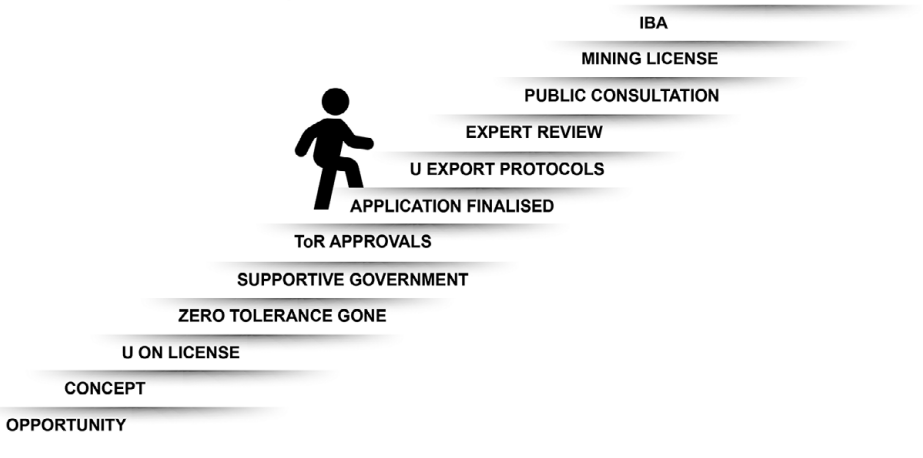 IBA
MINING LICENSE
PUBLIC CONSULTATION
EXPERT REVIEW
U EXPORT PROTOCOLS
APPLICATION FINALISED
ToR APPROVALS
SUPPORTIVE GOVERNMENT
ZERO TOLERANCE GONE
U ON LICENSE
CONCEPT
OPPORTUNITY